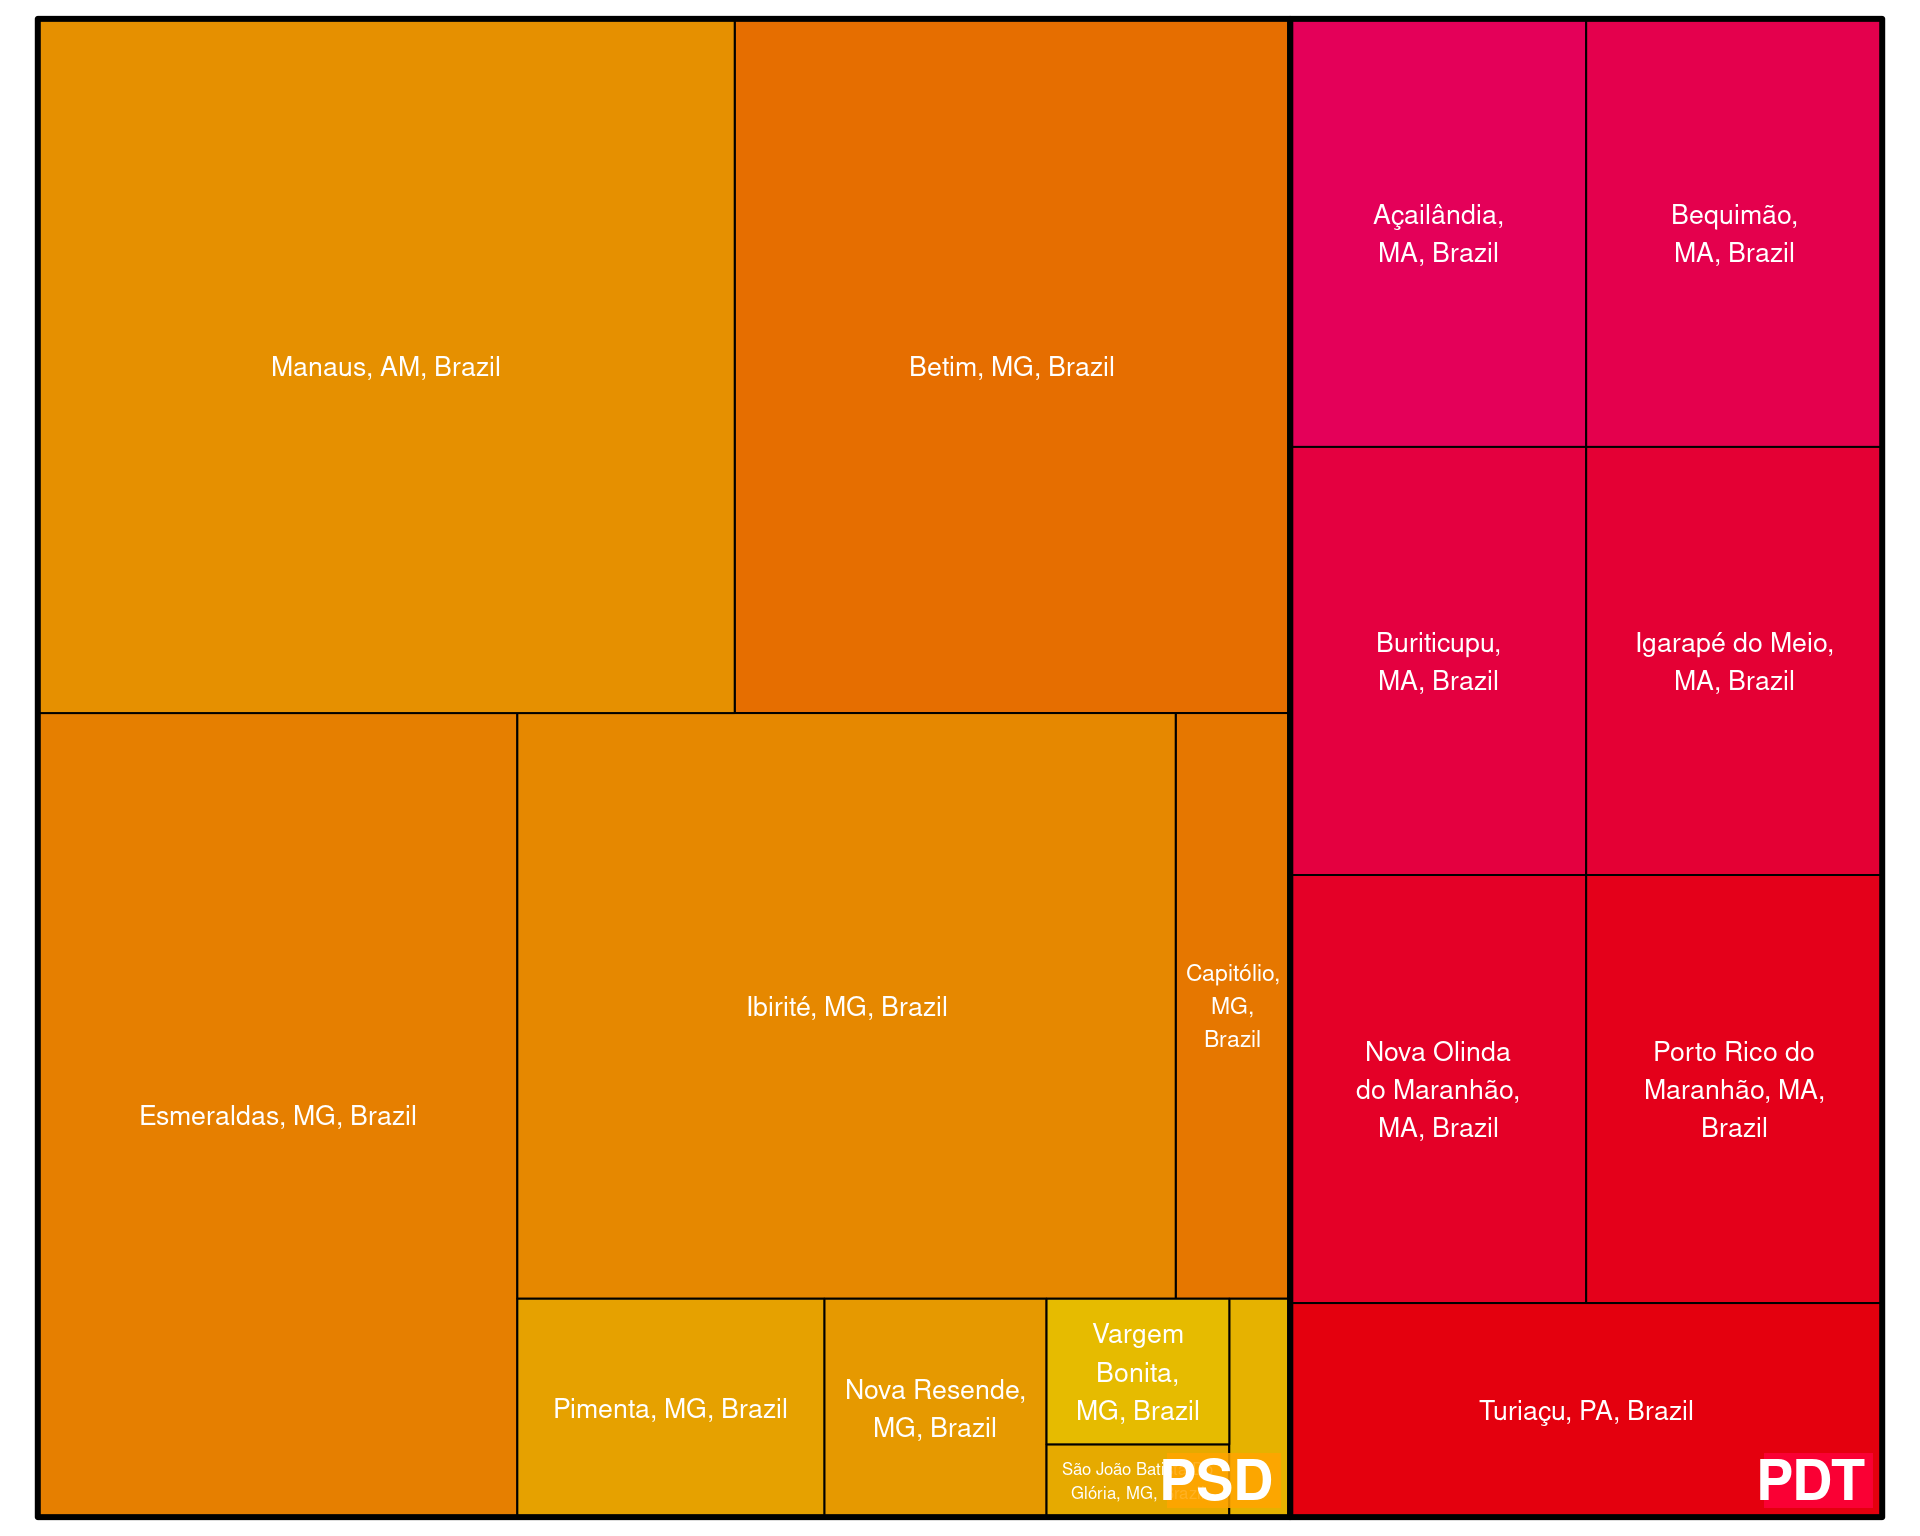 Manaus, AM, Brazil
Betim, MG, Brazil
Esmeraldas, MG, Brazil
Ibirité, MG, Brazil
Capitólio,
MG,
Brazil
Pimenta, MG, Brazil
Nova Resende,
MG, Brazil
Vargem
Bonita,
MG, Brazil
São João
Glória, MG,
PSD
Açailândia,
MA, Brazil
Bequimão,
MA, Brazil
Buriticupu,
MA, Brazil
Igarapé do Meio,
MA, Brazil
Nova Olinda
do Maranhão,
MA, Brazil
Porto Rico do
Maranhão, MA,
Brazil
Turiaçu, PA, Brazil
PDT